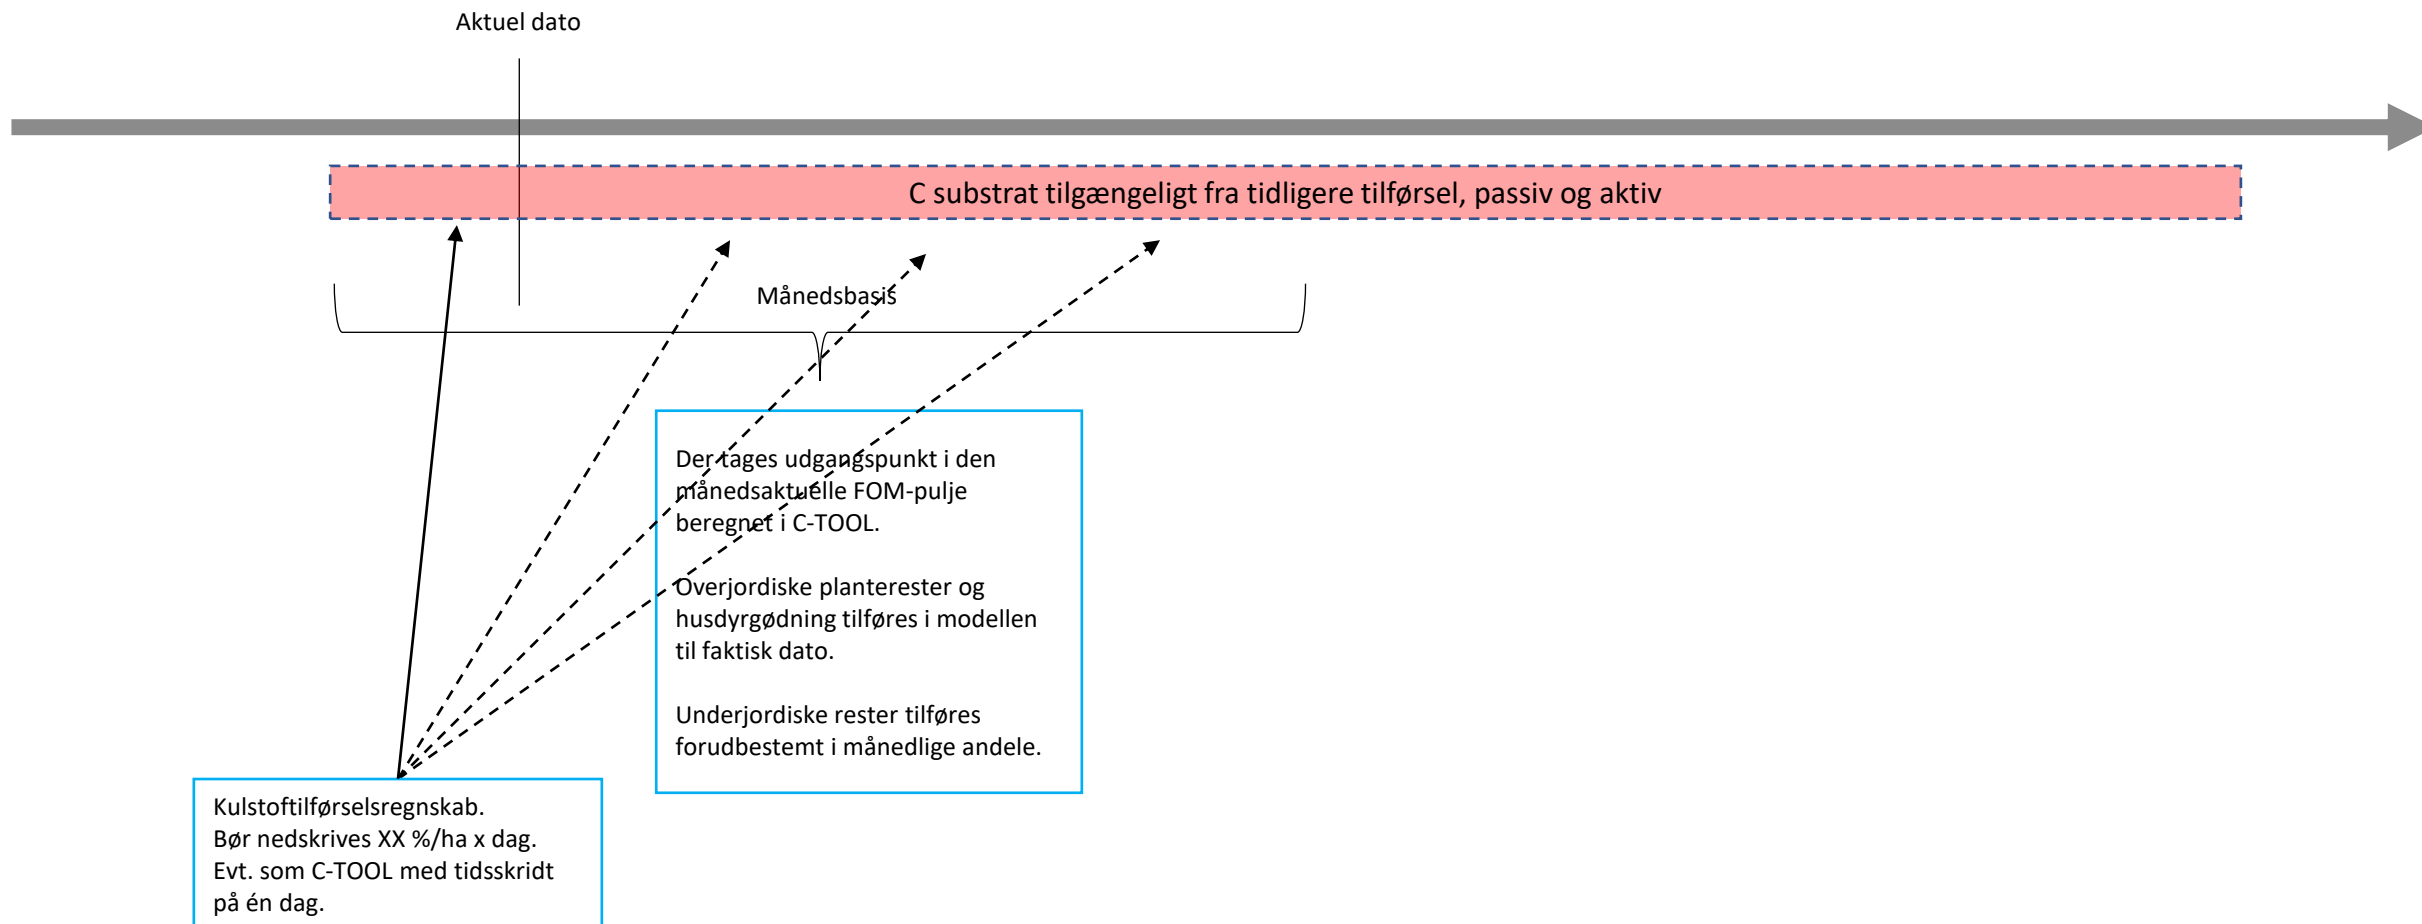 Aktuel dato
C substrat tilgængeligt fra tidligere tilførsel, passiv og aktiv
Månedsbasis
Der tages udgangspunkt i den
månedsaktuelle FOM-pulje
beregnet i C-TOOL.
Overjordiske planterester og
husdyrgødning tilføres i modellen
til faktisk dato.
Underjordiske rester tilføres
forudbestemt i månedlige andele.
Kulstoftilførselsregnskab.
Bør nedskrives XX %/ha x dag.
Evt. som C-TOOL med tidsskridt
på én dag.